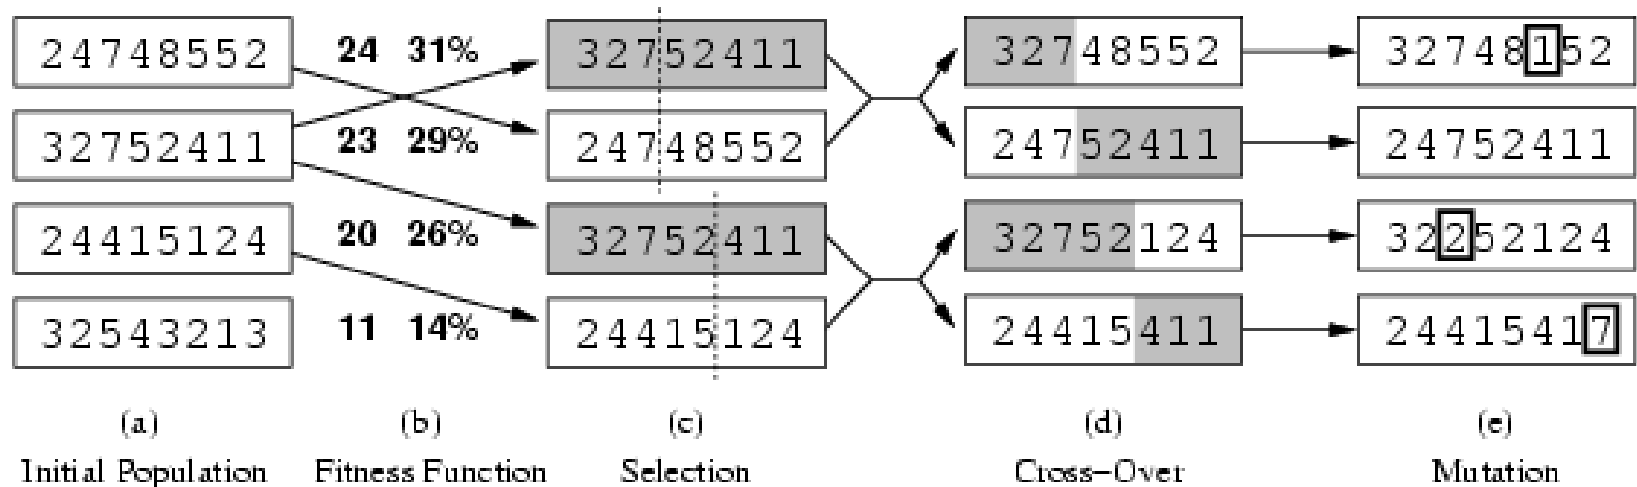 24748552 24 31% 32752411 32748552 32748152
32752411 23 29% 24748552 24752411 24752411
24415124 20 26% 32752411 32752124 32252124
32543213 11 14% 24415124 24415411 24415417
(a) (b) (c) (d) (e)
Initial Population Fitness Function Selection Cross-Over Mutation